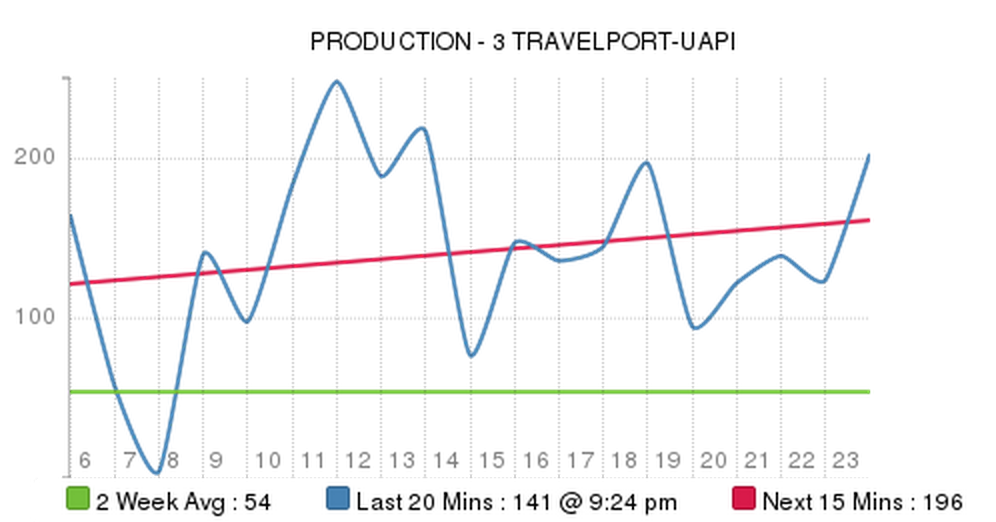 PRODUCTION - 3 TRAVELPORT-UAPI
200
100
6 7 8 9 10 11 12 13 14 15 16 17 18 19 20 21 22 23
2 Week Avg : 54 Last 20 Mins : 141 @ 9:24 pm Next 15 Mins : 196